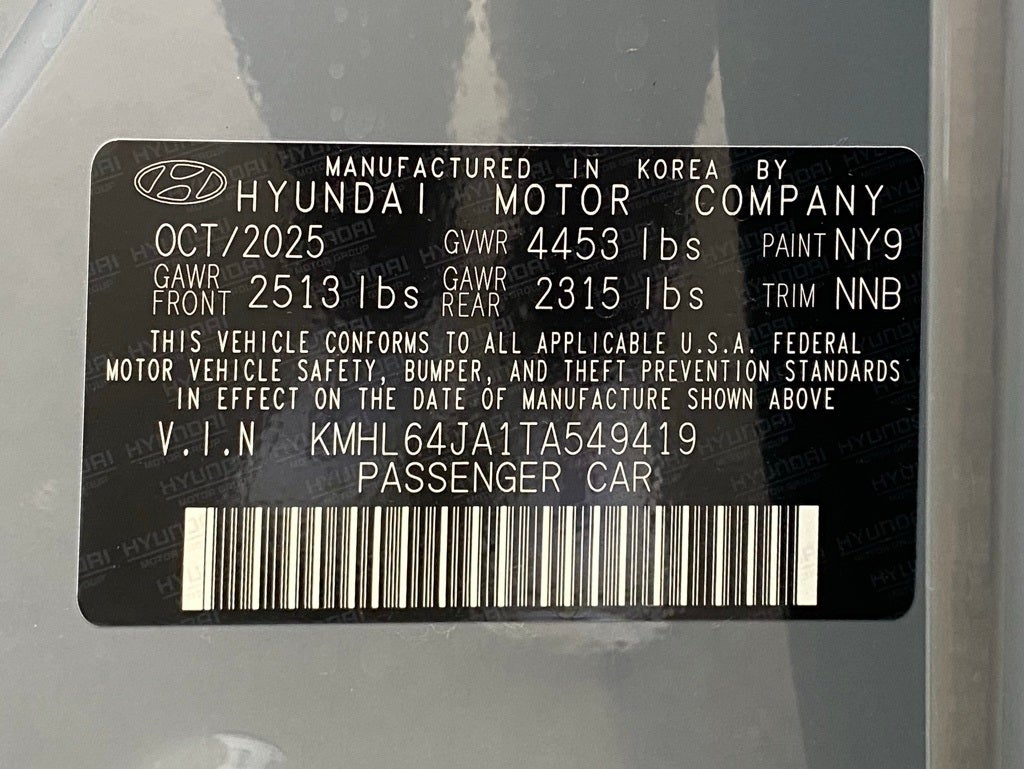 MANUFACTURED IN KOREA BY
HYUNDAI MOTOR COMPANY
OCT/2025 GVWR 4453 lbs PAINT NY9
GAWR FRONT 2513 lbs GAWR REAR 2315 lbs TRIM NNB
THIS VEHICLE CONFORMS TO ALL APPLICABLE U.S.A. FEDERAL
MOTOR VEHICLE SAFETY, BUMPER, AND THEFT PREVENTION STANDARDS
IN EFFECT ON THE DATE OF MANUFACTURE SHOWN ABOVE
V.I.N KMHL64JA1TA549419
PASSENGER CAR